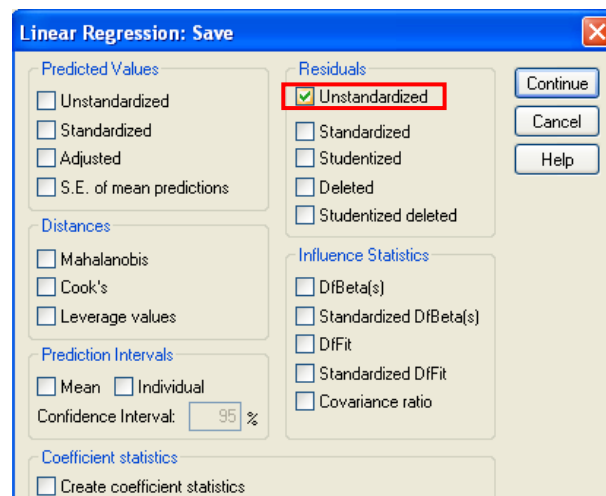 Linear Regression: Save
Predicted Values
Unstandardized
Standardized
Adjusted
S.E. of mean predictions
Distances
Mahalanobis
Cook's
Leverage values
Prediction Intervals
Mean Individual
Confidence Interval: 95 %
Residuals
Unstandardized
Standardized
Studentized
Deleted
Studentized deleted
Influence Statistics
DfBeta(s)
Standardized DfBeta(s)
DfFit
Standardized DfFit
Covariance ratio
Continue
Cancel
Help
Coefficient statistics
Create coefficient statistics